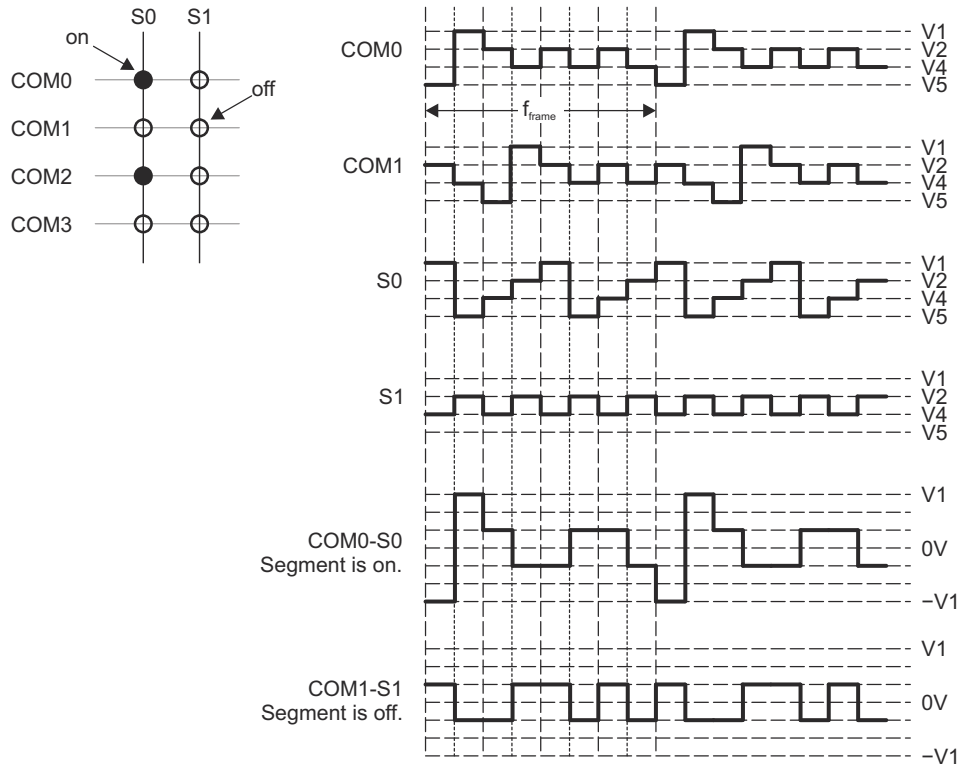 S0 S1
on
off
COM0
COM1
COM2
COM3
COM0
V1
V2
V4
V5
fframe
COM1
V1
V2
V4
V5
S0
V1
V2
V4
V5
S1
V1
V2
V4
V5
COM0-S0
Segment is on.
V1
0V
−V1
COM1-S1
Segment is off.
V1
0V
−V1